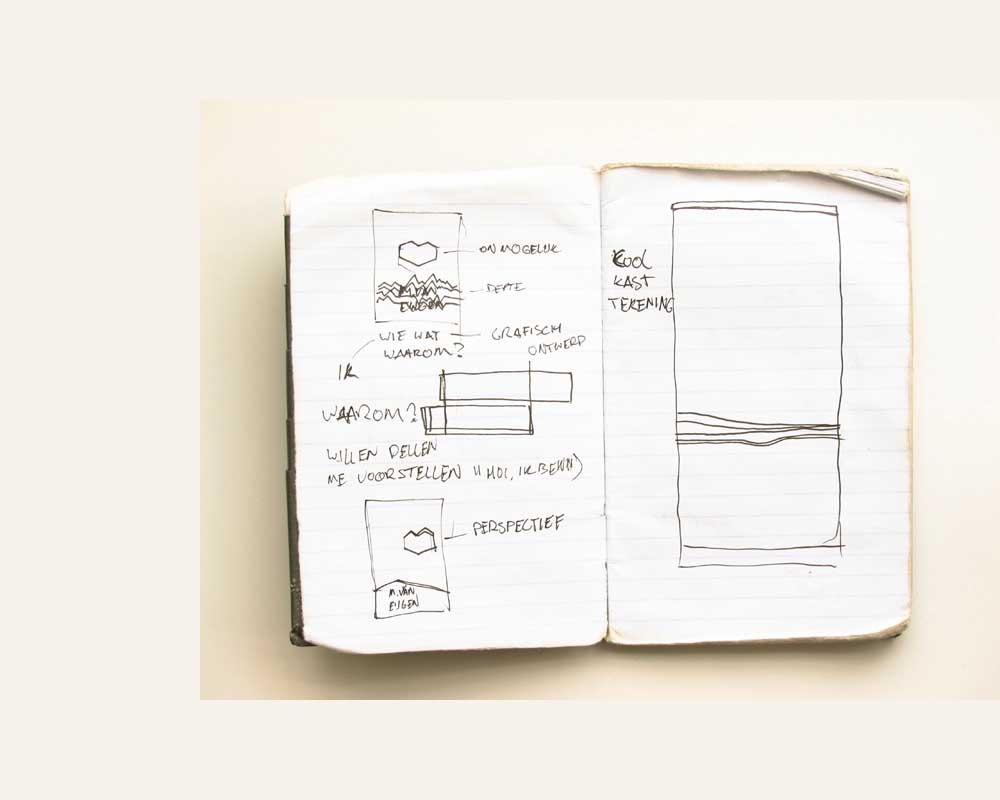 ONMOGELIJK
M. VAN
EIJGEN
DEPTE
WIE WAT
WAAROM?
GRAFISCH
ONTWERP
IK
WAAROM?
WILLEN DELLEN
ME VOORSTELLEN "HOI, IK BEN M)
PERSPECTIEF
M. VAN
EIJGEN
KOOL
KAST
TEKENING